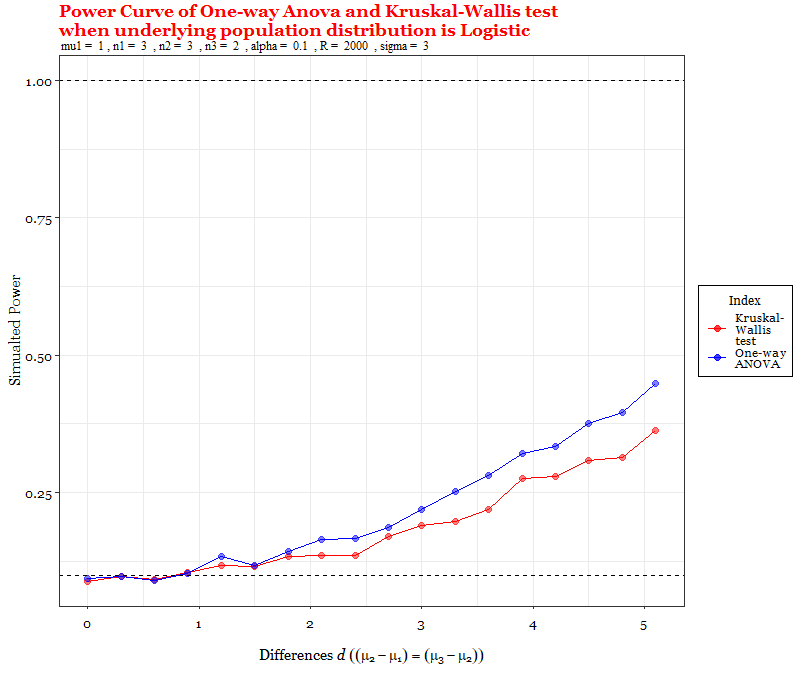 Power Curve of One-way Anova and Kruskal-Wallis test
when underlying population distribution is Logistic
mu1 = 1 , n1 = 3 , n2 = 3 , n3 = 2 , alpha = 0.1 , R = 2000 , sigma = 3
1.00
0.75
0.50
0.25
Simualted Power
0 1 2 3 4 5
Differences d ((μ₂ − μ₁) = (μ₃ − μ₂))
Index
Kruskal-
Wallis
test
One-way
ANOVA